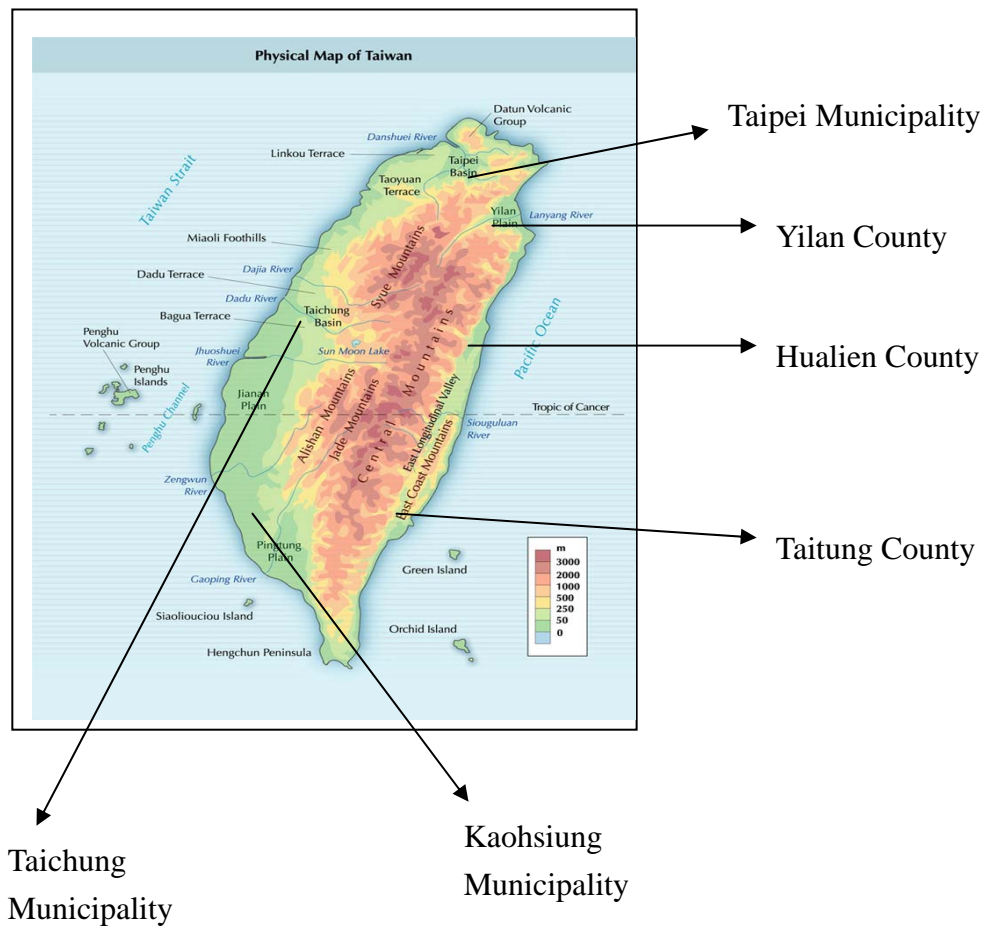 Physical Map of Taiwan
Datun Volcanic
Group
Danshuei River
Linkou Terrace
Taipei
Basin
Taoyuan
Terrace
Taiwan Strait
Yilan
Plain
Lanyang River
Miaoli Foothills
Syue Mountains
Dajia River
Dadu Terrace
Dadu River
Taichung
Basin
Bagua Terrace
Pacific Ocean
Penghu
Volcanic Group
Jhuoshuei
River
Sun Moon Lake
Penghu
Islands
Central Mountains
Jianan
Plain
Alishan Mountains
Jade Mountains
East Longitudinal Valley
Tropic of Cancer
Penghu Channel
Siouguluan
River
East Coast Mountains
Zengwun
River
Pingtung
Plain
Gaoping River
Green Island
Siaoliouciou Island
Orchid Island
Hengchun Peninsula
m
3000
2000
1000
500
250
50
0
Taipei Municipality
Yilan County
Hualien County
Taitung County
Kaohsiung
Municipality
Taichung
Municipality